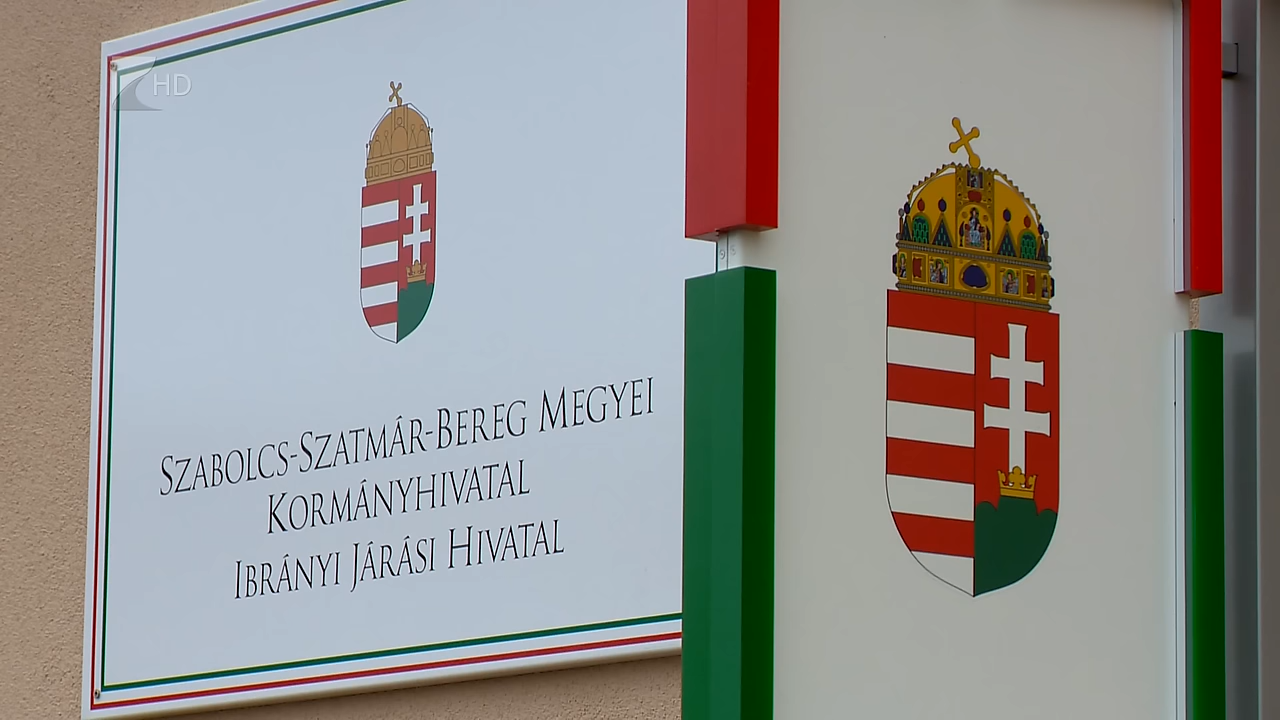 HD
SZABOLCS-SZATMÁR-BEREG MEGYEI
KORMÁNYHIVATAL
IBRÁNYI JÁRÁSI HIVATAL